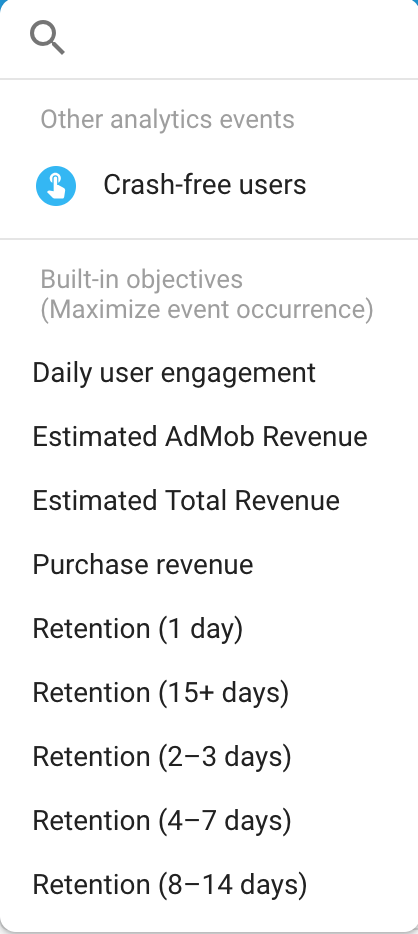 Other analytics events
Crash-free users
Built-in objectives
(Maximize event occurrence)
Daily user engagement
Estimated AdMob Revenue
Estimated Total Revenue
Purchase revenue
Retention (1 day)
Retention (15+ days)
Retention (2–3 days)
Retention (4–7 days)
Retention (8–14 days)